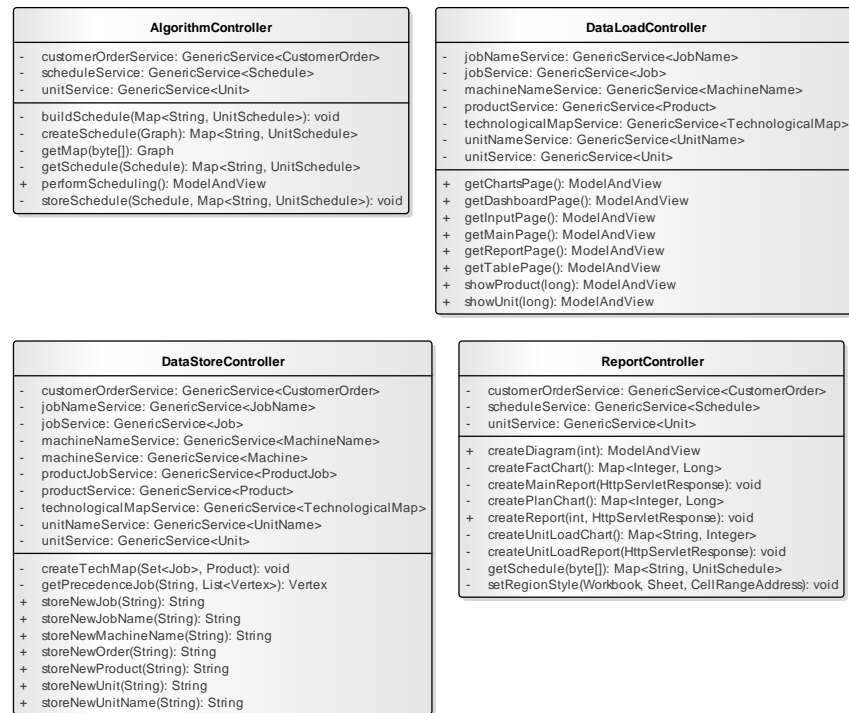 AlgorithmController
- customerOrderService: GenericService<CustomerOrder>
- scheduleService: GenericService<Schedule>
- unitService: GenericService<Unit>
- buildSchedule(Map<String, UnitSchedule>): void
- createSchedule(Graph): Map<String, UnitSchedule>
- getMap(byte[]): Graph
- getSchedule(Schedule): Map<String, UnitSchedule>
+ performScheduling(): ModelAndView
- storeSchedule(Schedule, Map<String, UnitSchedule>): void
DataLoadController
- jobNameService: GenericService<JobName>
- jobService: GenericService<Job>
- machineNameService: GenericService<MachineName>
- productService: GenericService<Product>
- technologicalMapService: GenericService<TechnologicalMap>
- unitNameService: GenericService<UnitName>
- unitService: GenericService<Unit>
+ getChartsPage(): ModelAndView
+ getDashboardPage(): ModelAndView
+ getInputPage(): ModelAndView
+ getMainPage(): ModelAndView
+ getReportPage(): ModelAndView
+ getTablePage(): ModelAndView
+ showProduct(long): ModelAndView
+ showUnit(long): ModelAndView
DataStoreController
- customerOrderService: GenericService<CustomerOrder>
- jobNameService: GenericService<JobName>
- jobService: GenericService<Job>
- machineNameService: GenericService<MachineName>
- machineService: GenericService<Machine>
- productJobService: GenericService<ProductJob>
- productService: GenericService<Product>
- technologicalMapService: GenericService<TechnologicalMap>
- unitNameService: GenericService<UnitName>
- unitService: GenericService<Unit>
- createTechMap(Set<Job>, Product): void
- getPrecedenceJob(String, List<Vertex>): Vertex
+ storeNewJob(String): String
+ storeNewJobName(String): String
+ storeNewMachineName(String): String
+ storeNewOrder(String): String
+ storeNewProduct(String): String
+ storeNewUnit(String): String
+ storeNewUnitName(String): String
ReportController
- customerOrderService: GenericService<CustomerOrder>
- scheduleService: GenericService<Schedule>
- unitService: GenericService<Unit>
+ createDiagram(int): ModelAndView
- createFactChart(): Map<Integer, Long>
- createMainReport(HttpServletResponse): void
- createPlanChart(): Map<Integer, Long>
+ createReport(int, HttpServletResponse): void
- createUnitLoadChart(): Map<String, Integer>
- createUnitLoadReport(HttpServletResponse): void
- getSchedule(byte[]): Map<String, UnitSchedule>
- setRegionStyle(Workbook, Sheet, CellRangeAddress): void